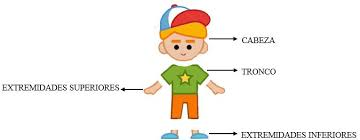 CABEZA
TRONCO
EXTREMIDADES SUPERIORES
EXTREMIDADES INFERIORES